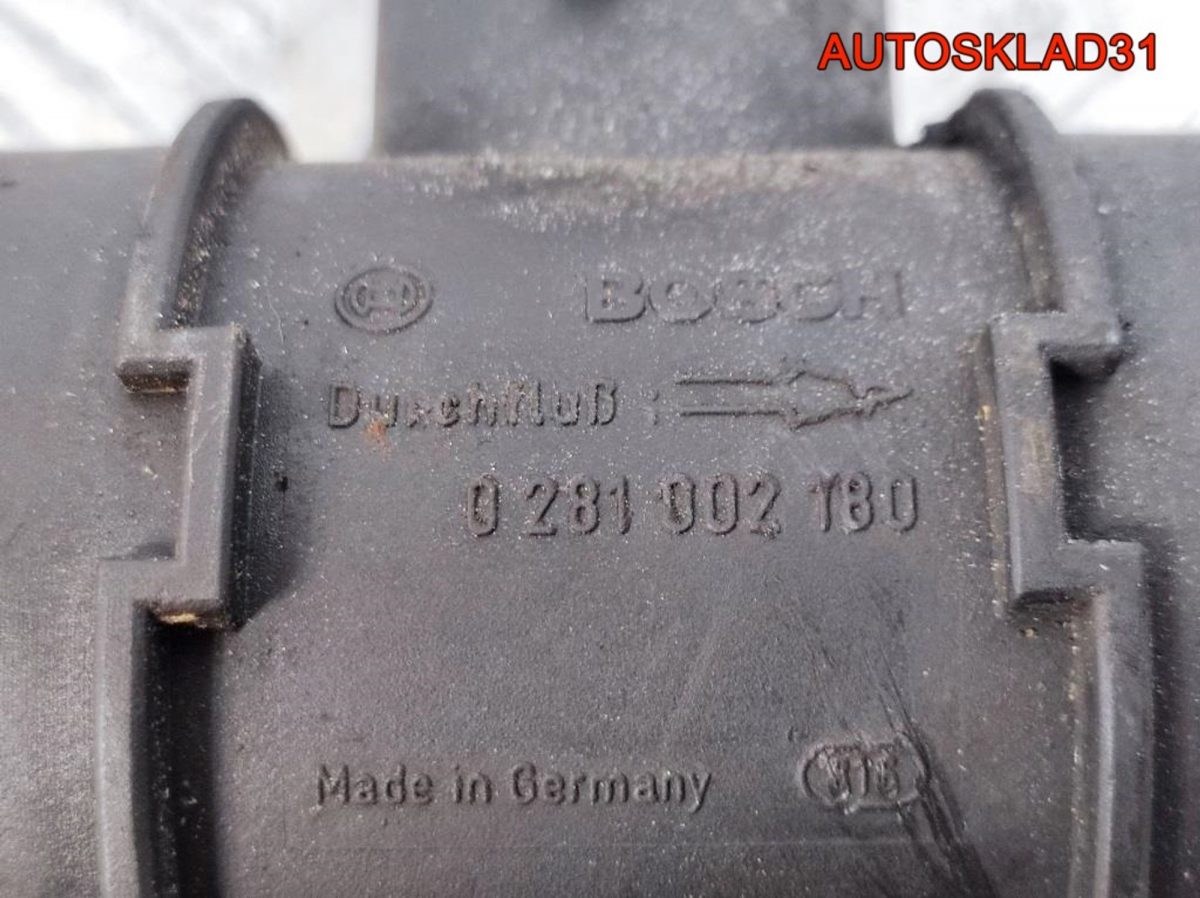 AUTOSKLAD31
BOSCH
Durchfluß :
0 281 002 180
Made in Germany